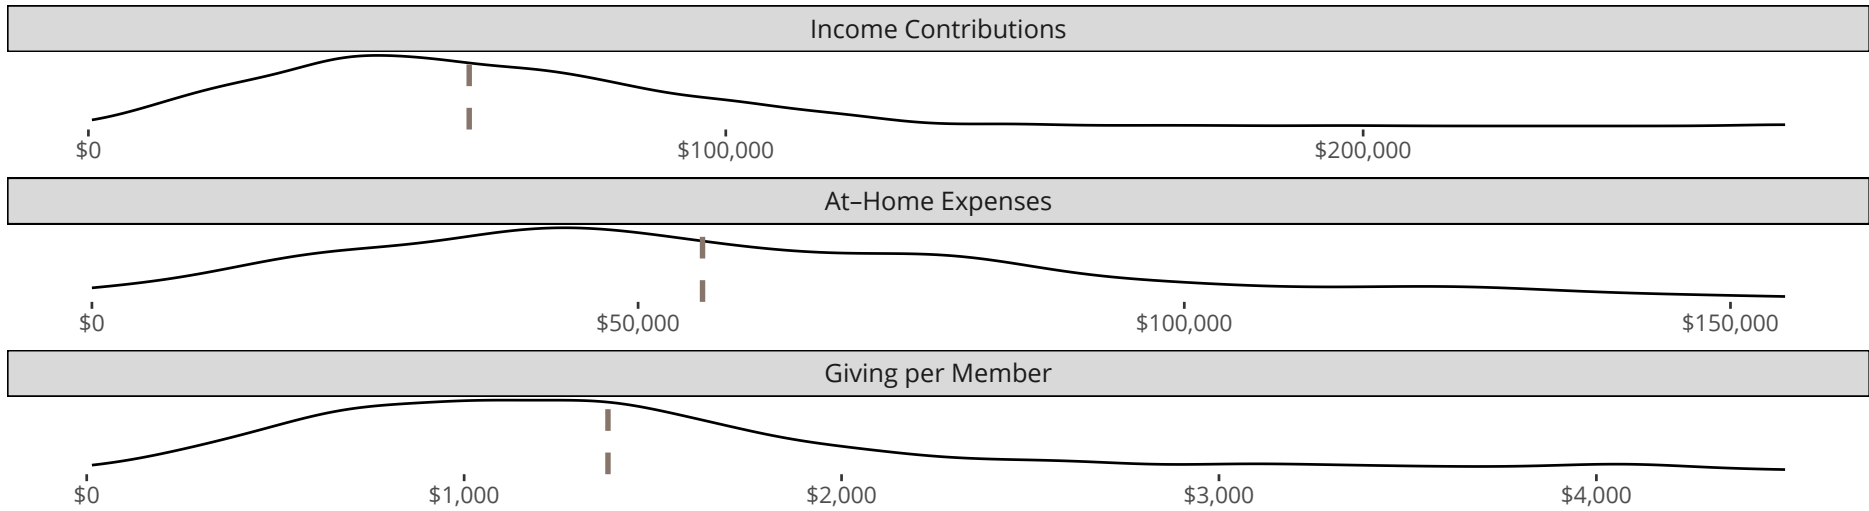 Income Contributions
$0 $100,000 $200,000
At–Home Expenses
$0 $50,000 $100,000 $150,000
Giving per Member
$0 $1,000 $2,000 $3,000 $4,000